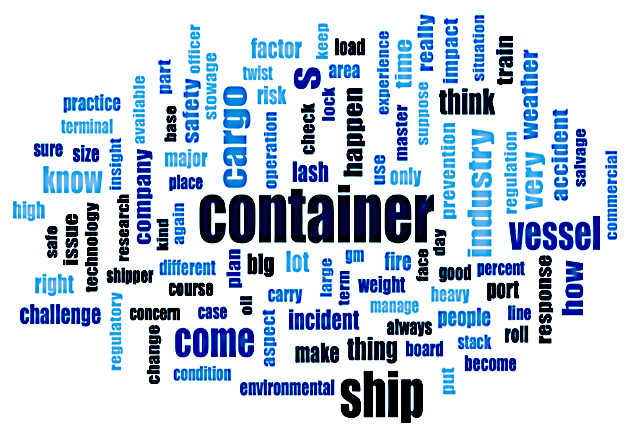 container
ship
vessel
come
cargo
industry
s
happen
think
know
how
very
thing
company
safety
accident
weather
time
really
impact
train
situation
experience
keep
load
factor
twist
area
risk
lock
officer
stowage
part
available
practice
terminal
base
sure
size
insight
major
place
operation
check
lash
master
suppose
use
only
prevention
regulation
salvage
commercial
high
safe
issue
technology
research
kind
again
right
shipper
different
course
plan
big
lot
oil
carry
large
gm
term
fire
weight
face
day
good
percent
heavy
port
response
manage
people
line
roll
always
board
stack
become
put
challenge
regulatory
concern
case
change
condition
aspect
incident
make
environmental